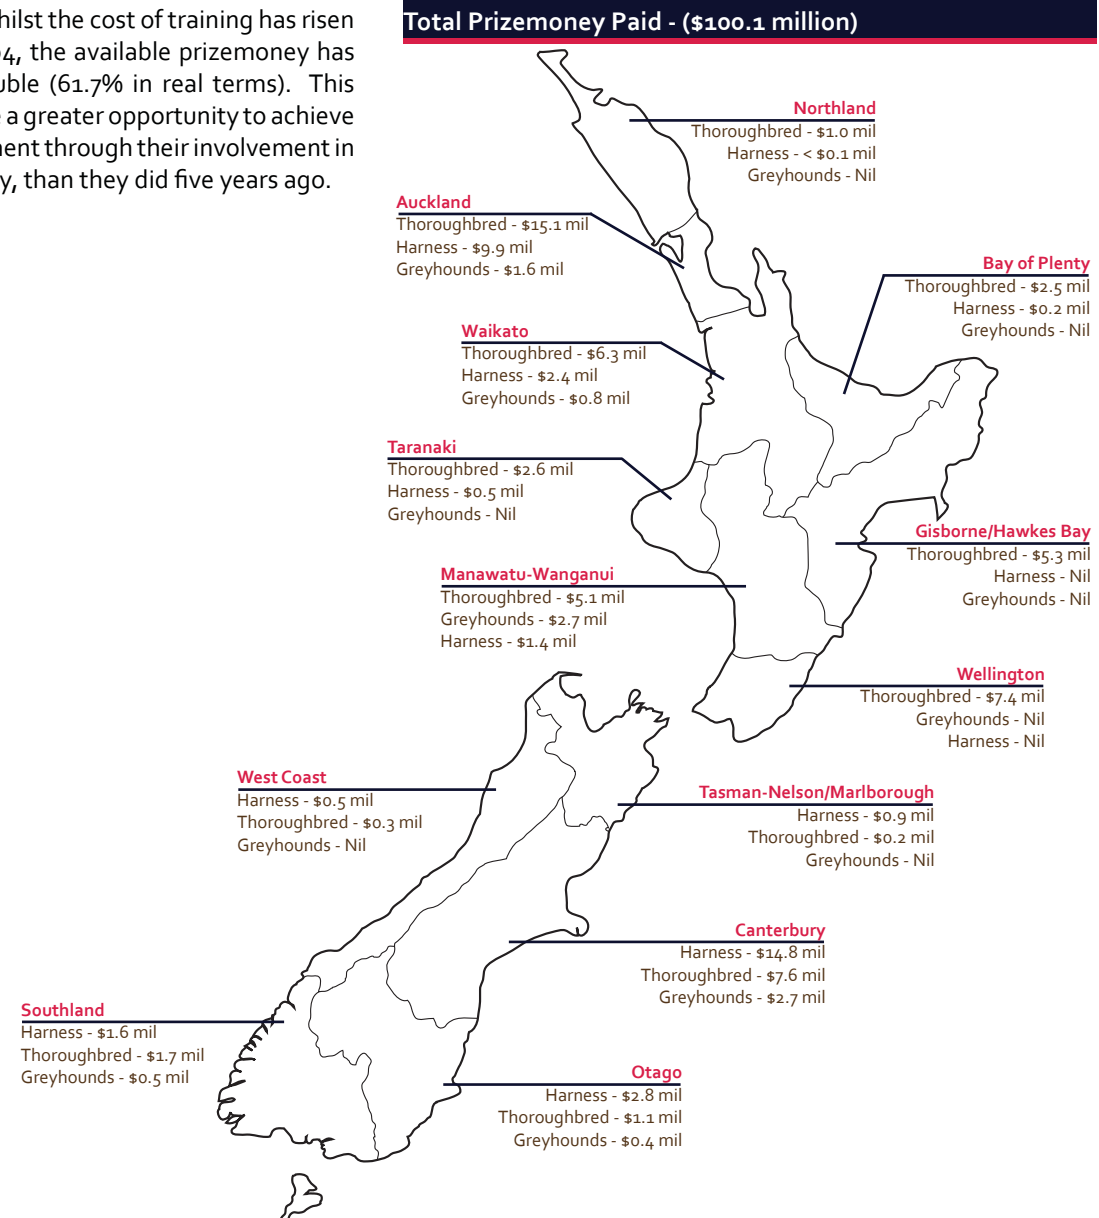 hilst the cost of training has risen
4, the available prizemoney has
uble (61.7% in real terms). This
a greater opportunity to achieve
ent through their involvement in
y, than they did five years ago.
Total Prizemoney Paid - ($100.1 million)
Northland
Thoroughbred - $1.0 mil
Harness - < $0.1 mil
Greyhounds - Nil
Auckland
Thoroughbred - $15.1 mil
Harness - $9.9 mil
Greyhounds - $1.6 mil
Bay of Plenty
Thoroughbred - $2.5 mil
Harness - $0.2 mil
Greyhounds - Nil
Waikato
Thoroughbred - $6.3 mil
Harness - $2.4 mil
Greyhounds - $0.8 mil
Taranaki
Thoroughbred - $2.6 mil
Harness - $0.5 mil
Greyhounds - Nil
Gisborne/Hawkes Bay
Thoroughbred - $5.3 mil
Harness - Nil
Greyhounds - Nil
Manawatu-Wanganui
Thoroughbred - $5.1 mil
Greyhounds - $2.7 mil
Harness - $1.4 mil
Wellington
Thoroughbred - $7.4 mil
Greyhounds - Nil
Harness - Nil
West Coast
Harness - $0.5 mil
Thoroughbred - $0.3 mil
Greyhounds - Nil
Tasman-Nelson/Marlborough
Harness - $0.9 mil
Thoroughbred - $0.2 mil
Greyhounds - Nil
Canterbury
Harness - $14.8 mil
Thoroughbred - $7.6 mil
Greyhounds - $2.7 mil
Southland
Harness - $1.6 mil
Thoroughbred - $1.7 mil
Greyhounds - $0.5 mil
Otago
Harness - $2.8 mil
Thoroughbred - $1.1 mil
Greyhounds - $0.4 mil